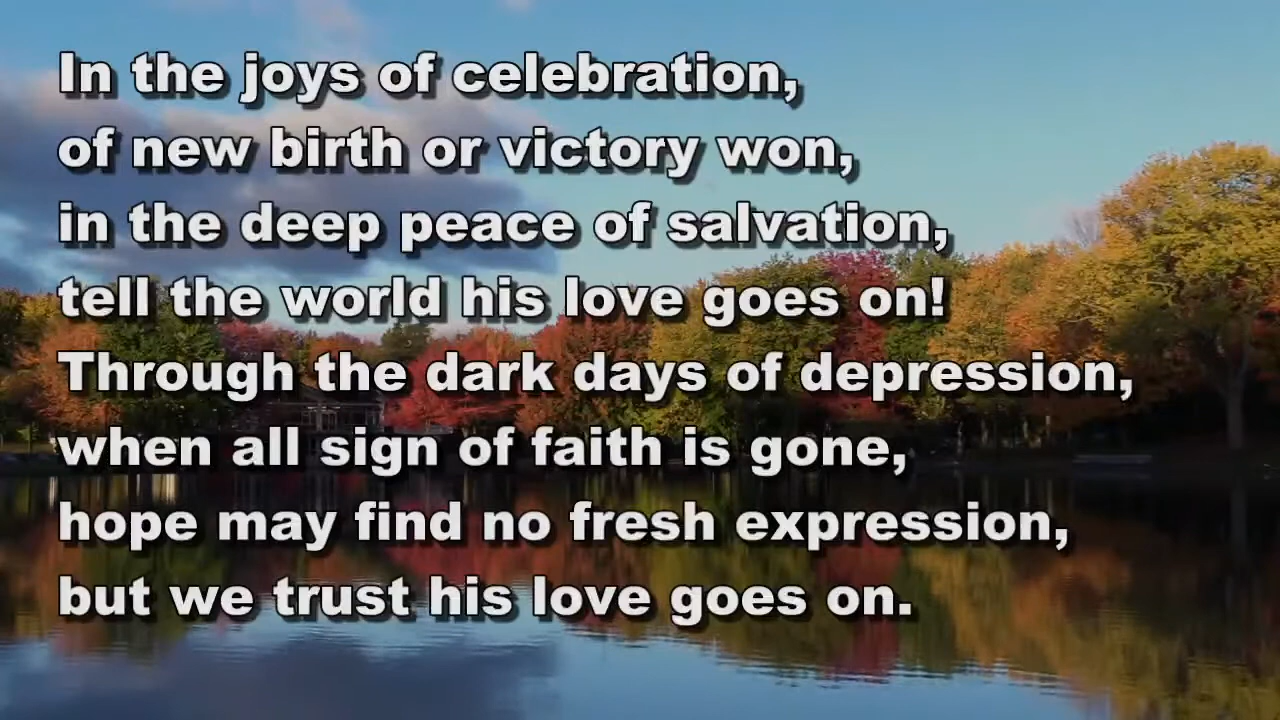 In the joys of celebration,
of new birth or victory won,
in the deep peace of salvation,
tell the world his love goes on!
Through the dark days of depression,
when all sign of faith is gone,
hope may find no fresh expression,
but we trust his love goes on.